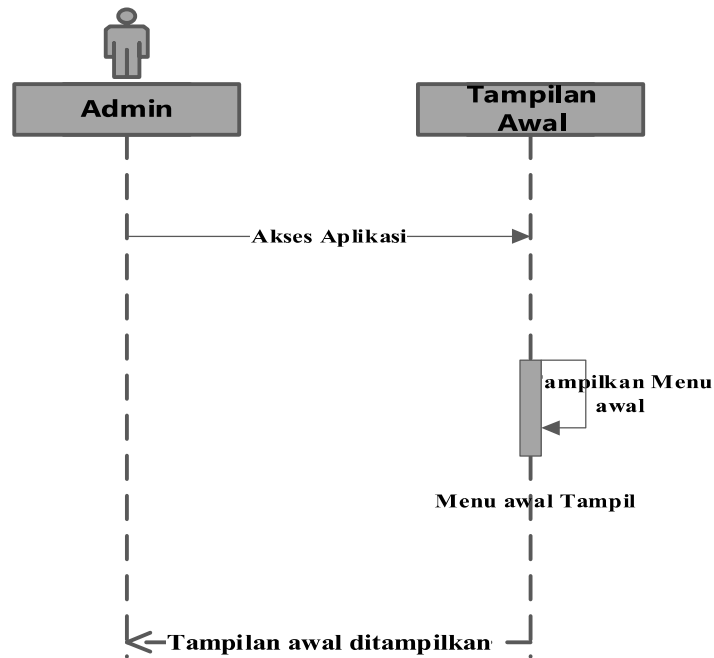 Admin
Tampilan
Awal
Akses Aplikasi
Tampilkan Menu
awal
Menu awal Tampil
Tampilan awal ditampilkan